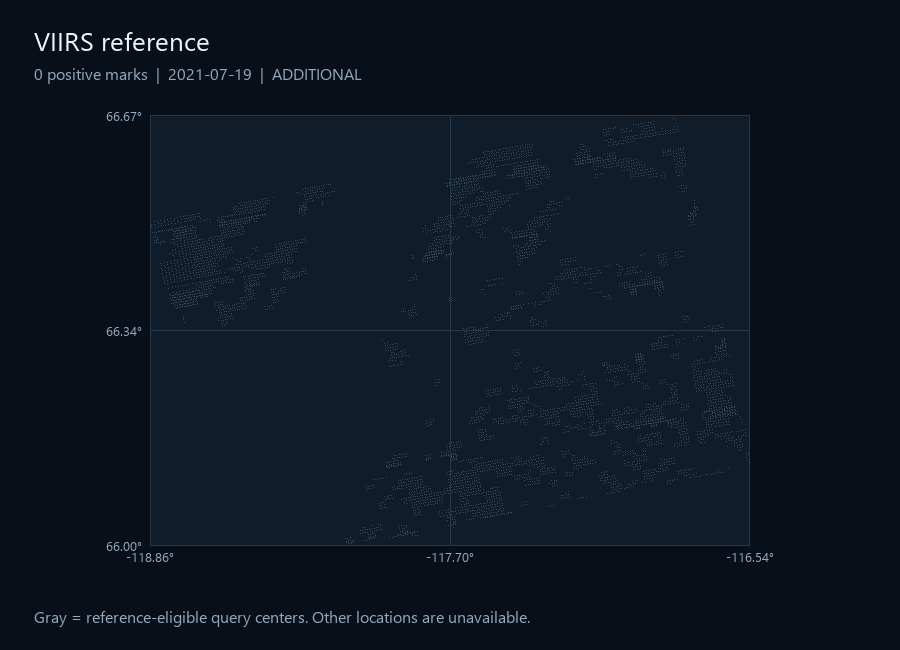 VIIRS reference
0 positive marks | 2021-07-19 | ADDITIONAL
66.67°
66.34°
66.00°
-118.86°
-117.70°
-116.54°
Gray = reference-eligible query centers. Other locations are unavailable.